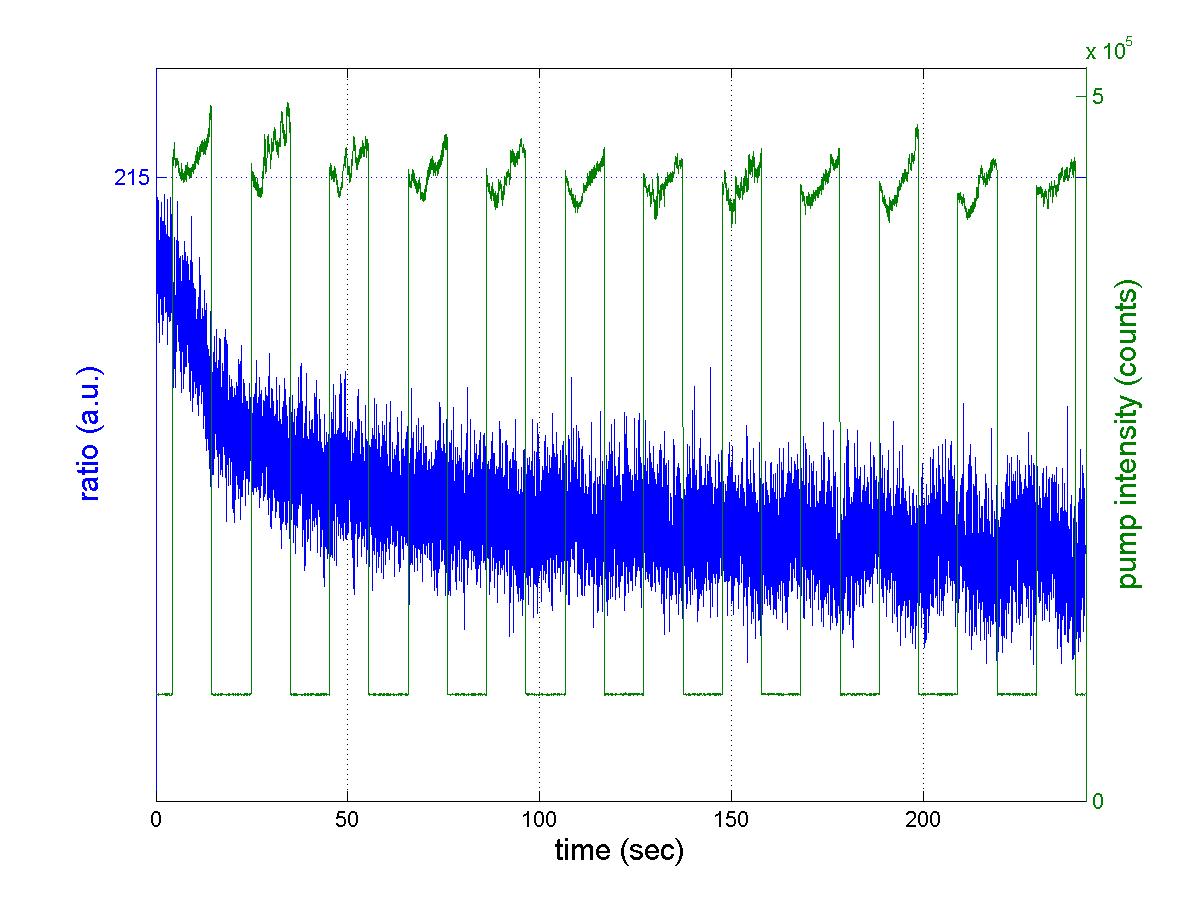 x 10^5
5
215
ratio (a.u.)
pump intensity (counts)
0
0 50 100 150 200
time (sec)